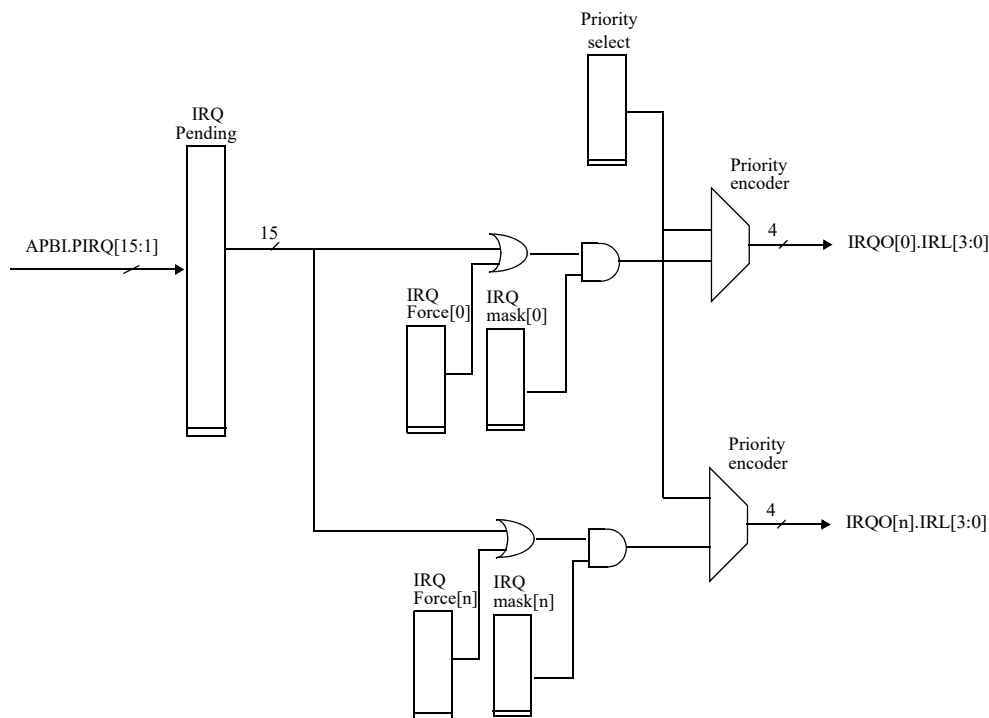 Priority
select
IRQ
Pending
Priority
encoder
15
4
APBI.PIRQ[15:1]
IRQO[0].IRL[3:0]
IRQ
Force[0]
IRQ
mask[0]
Priority
encoder
4
IRQO[n].IRL[3:0]
IRQ
Force[n]
IRQ
mask[n]